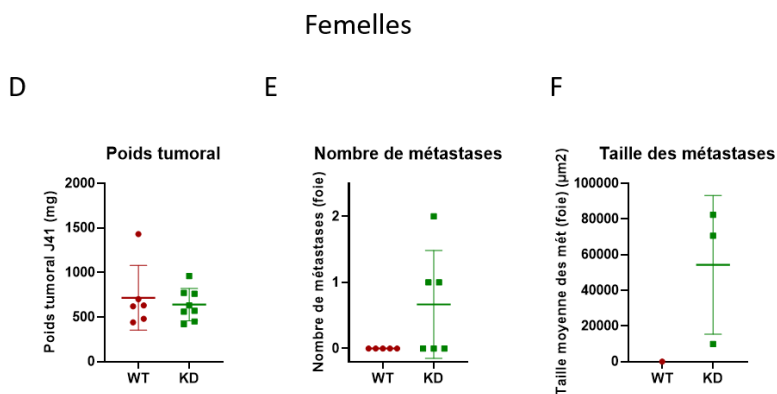 Femelles
D
E
F
Poids tumoral
Poids tumoral J41 (mg)
2000
1500
1000
500
0
WT
KD
Nombre de métastases
Nombre de métastases (foie)
2
1
0
WT
KD
Taille des métastases
Taille moyenne des mét (foie) (µm2)
100000
80000
60000
40000
20000
0
WT
KD